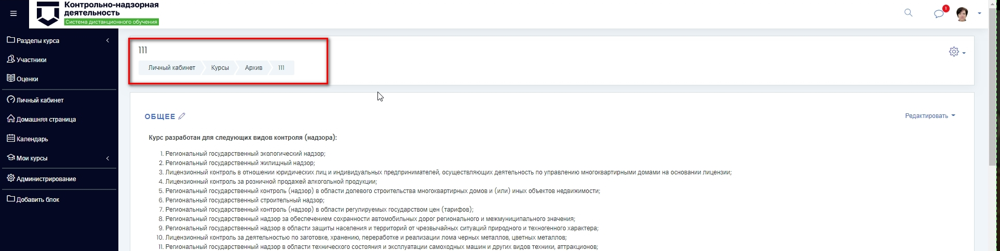 Контрольно-надзорная
деятельность
Система дистанционного обучения
1
Разделы курса
Участники
Оценки
Личный кабинет
Домашняя страница
Календарь
Мои курсы
Администрирование
Добавить блок
111
Личный кабинет Курсы Архив 111
ОБЩЕЕ
Редактировать
Курс разработан для следующих видов контроля (надзора):
1. Региональный государственный экологический надзор;
2. Региональный государственный жилищный надзор;
3. Лицензионный контроль в отношении юридических лиц и индивидуальных предпринимателей, осуществляющих деятельность по управлению многоквартирными домами на основании лицензии;
4. Лицензионный контроль за розничной продажей алкогольной продукции;
5. Региональный государственный контроль (надзор) в области долевого строительства многоквартирных домов и (или) иных объектов недвижимости;
6. Региональный государственный строительный надзор;
7. Региональный государственный контроль (надзор) в области регулируемых государством цен (тарифов);
8. Региональный государственный надзор за обеспечением сохранности автомобильных дорог регионального и межмуниципального значения;
9. Региональный государственный надзор в области защиты населения и территорий от чрезвычайных ситуаций природного и техногенного характера;
10. Лицензионный контроль за деятельностью по заготовке, хранению, переработке и реализации лома черных металлов, цветных металлов;
11. Региональный государственный надзор в области технического состояния и эксплуатации самоходных машин и других видов техники, аттракционов;